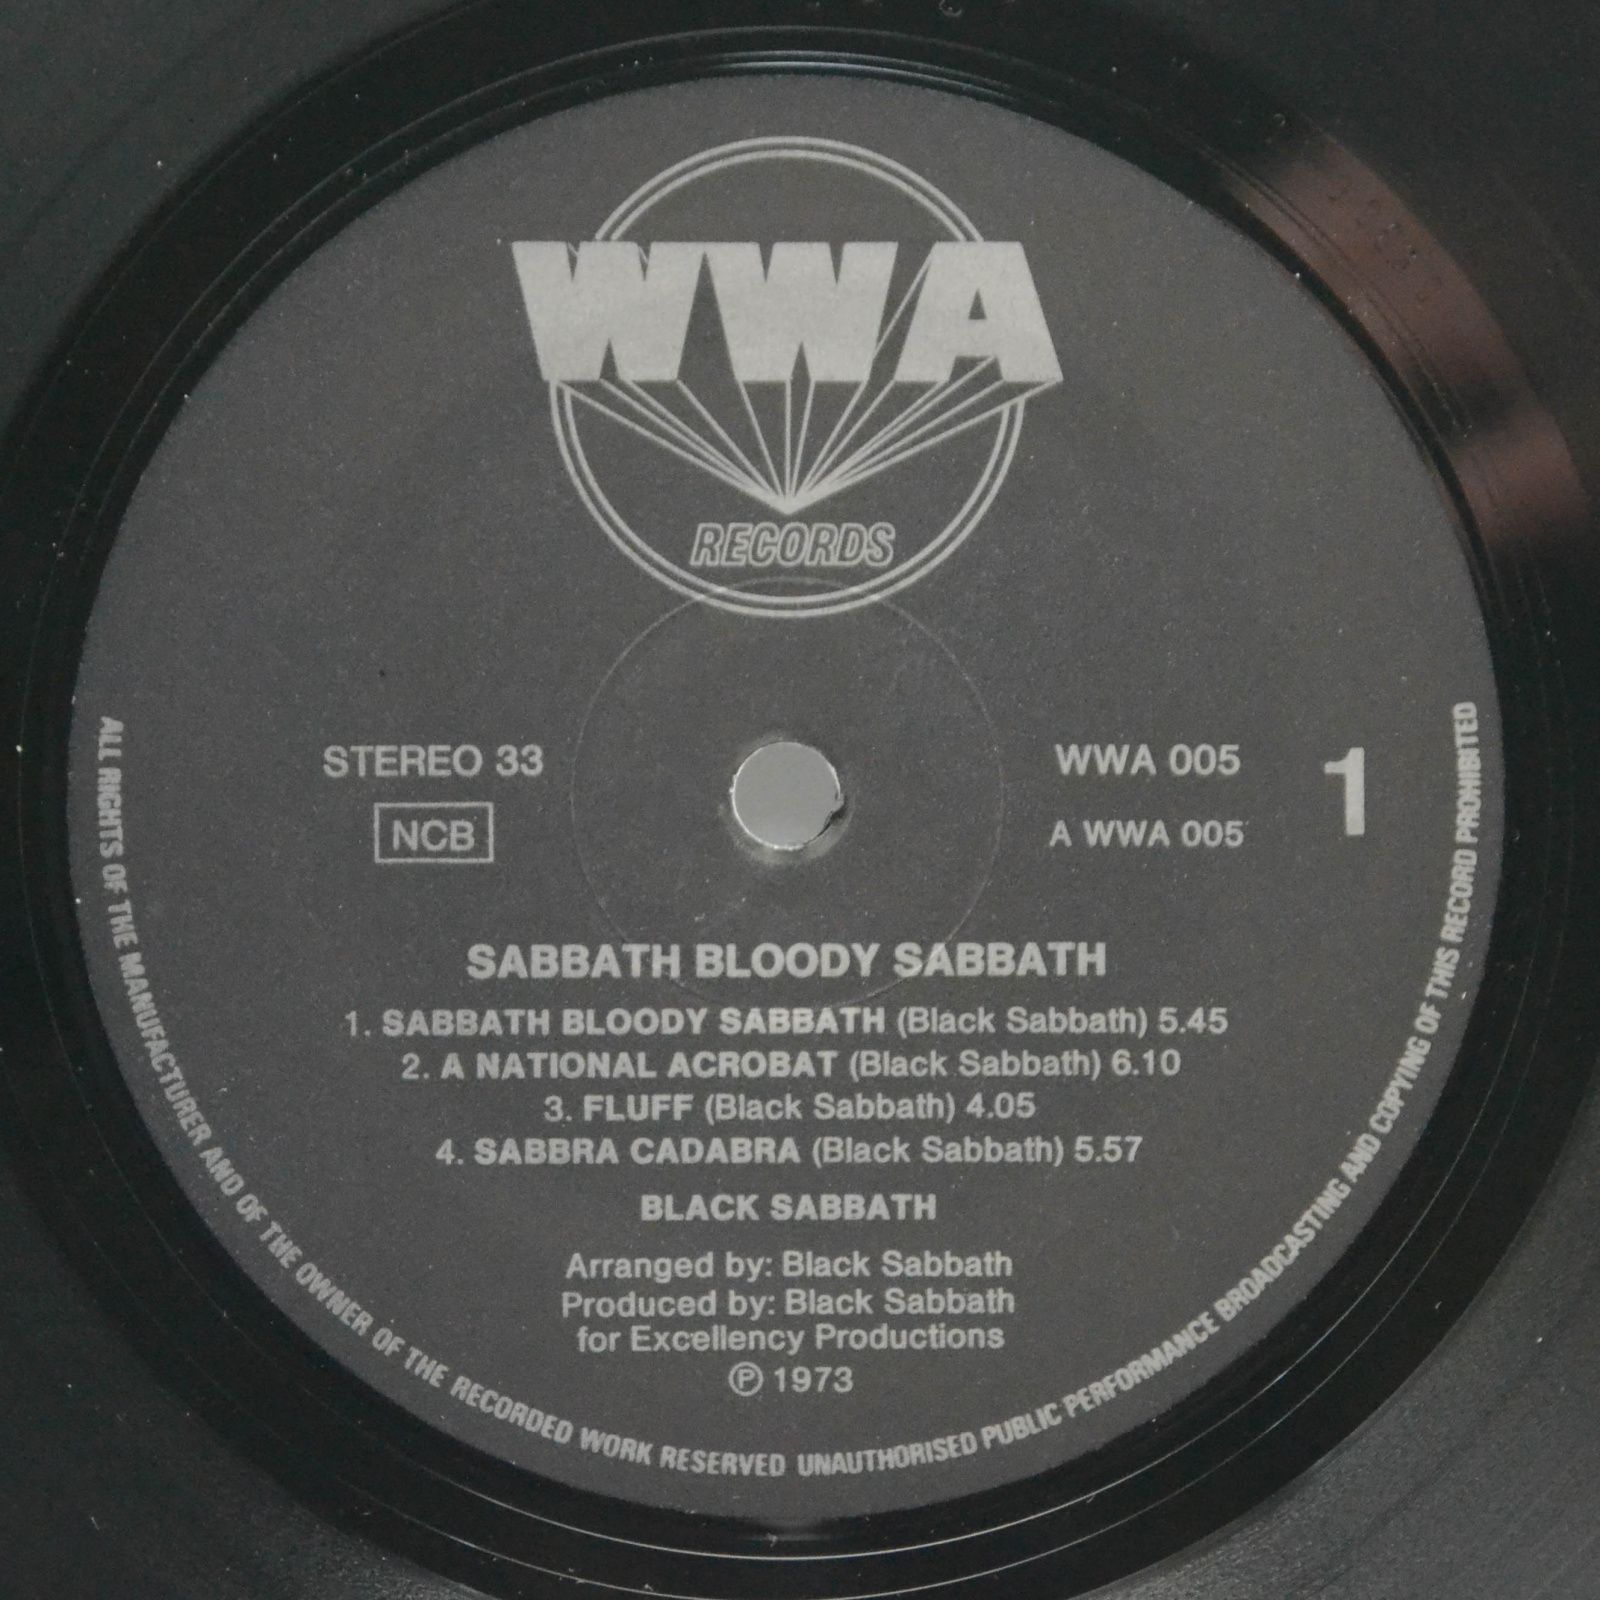 WWA
RECORDS
STEREO 33
NCB
WWA 005
A WWA 005
1
SABBATH BLOODY SABBATH
1. SABBATH BLOODY SABBATH (Black Sabbath) 5.45
2. A NATIONAL ACROBAT (Black Sabbath) 6.10
3. FLUFF (Black Sabbath) 4.05
4. SABBRA CADABRA (Black Sabbath) 5.57
BLACK SABBATH
Arranged by: Black Sabbath
Produced by: Black Sabbath
for Excellency Productions
℗ 1973
ALL RIGHTS OF THE MANUFACTURER AND OF THE OWNER OF THE RECORDED WORK RESERVED UNAUTHORISED PUBLIC PERFORMANCE BROADCASTING AND COPYING OF THIS RECORD PROHIBITED